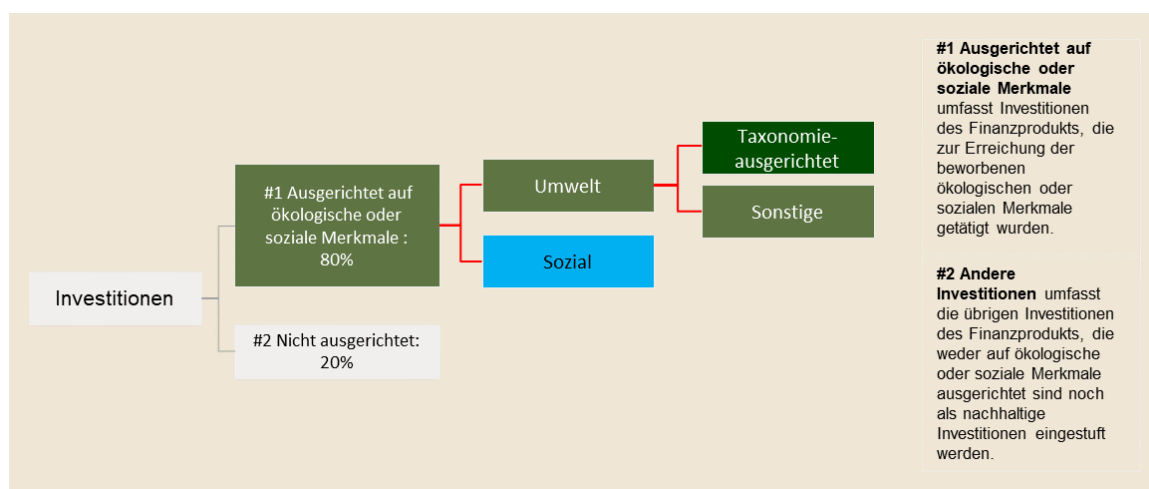 Investitionen
#1 Ausgerichtet auf
ökologische oder
soziale Merkmale :
80%
#2 Nicht ausgerichtet:
20%
Umwelt
Sozial
Taxonomie-
ausgerichtet
Sonstige
#1 Ausgerichtet auf
ökologische oder
soziale Merkmale
umfasst Investitionen
des Finanzprodukts, die
zur Erreichung der
beworbenen
ökologischen oder
sozialen Merkmale
getätigt wurden.
#2 Andere
Investitionen umfasst
die übrigen Investitionen
des Finanzprodukts, die
weder auf ökologische
oder soziale Merkmale
ausgerichtet sind noch
als nachhaltige
Investitionen eingestuft
werden.